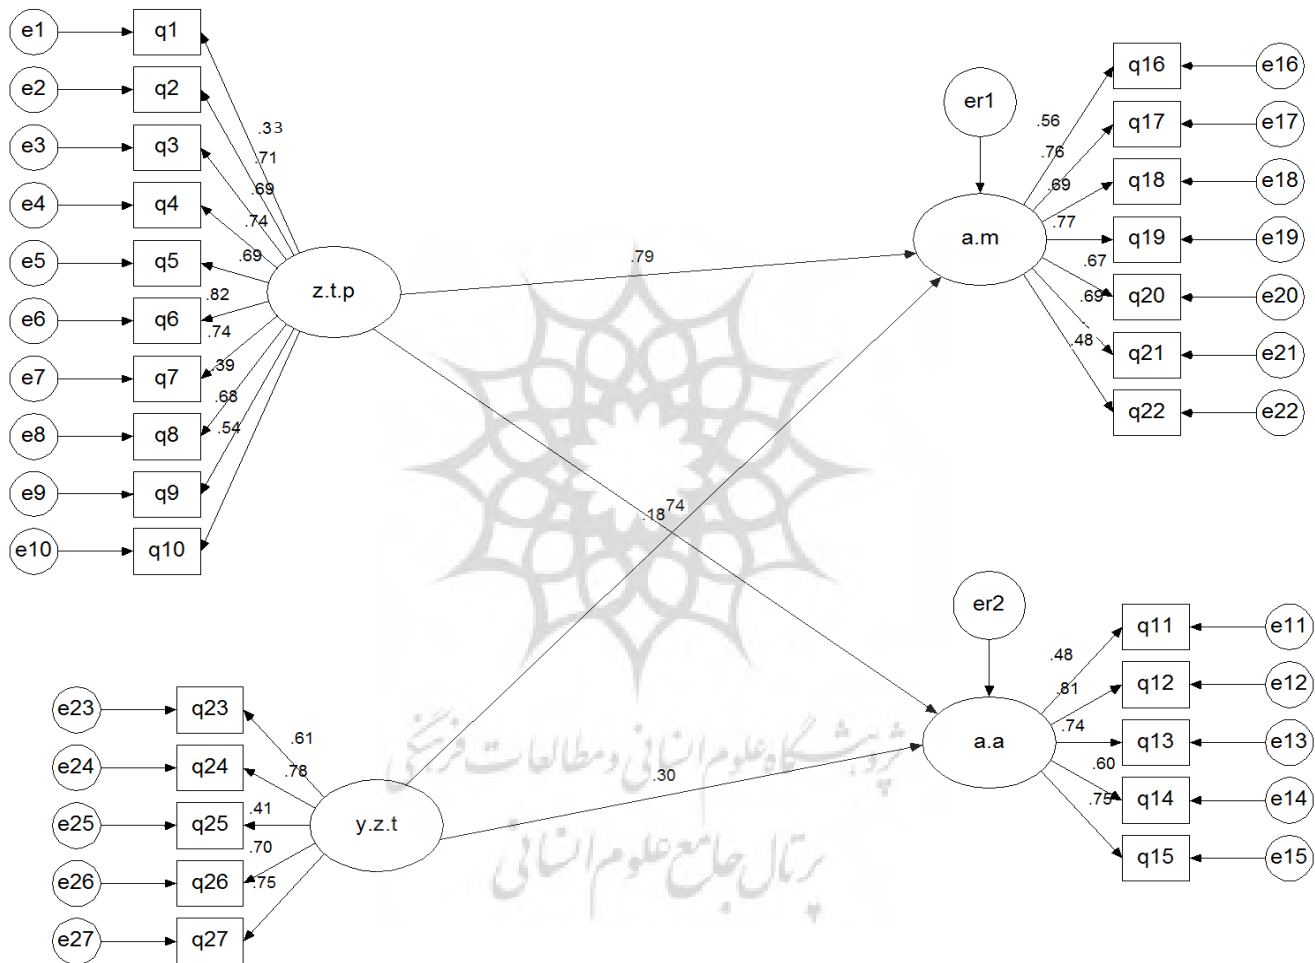 e1 q1
e2 q2
e3 q3
e4 q4
e5 q5
e6 q6
e7 q7
e8 q8
e9 q9
e10 q10
.33
.71
.69
.74
.69
.82
.74
.39
.68
.54
z.t.p
.79
.18
74
.30
er1
a.m
.56
.76
.69
.77
.67
.69
.48
q16 e16
q17 e17
q18 e18
q19 e19
q20 e20
q21 e21
q22 e22
e23 q23
e24 q24
e25 q25
e26 q26
e27 q27
.61
.78
.41
.70
.75
y.z.t
er2
a.a
.48
.81
.74
.60
.75
q11 e11
q12 e12
q13 e13
q14 e14
q15 e15
پژوهشگاه علوم انسانی و مطالعات فرهنگی
پرتال جامع علوم انسانی